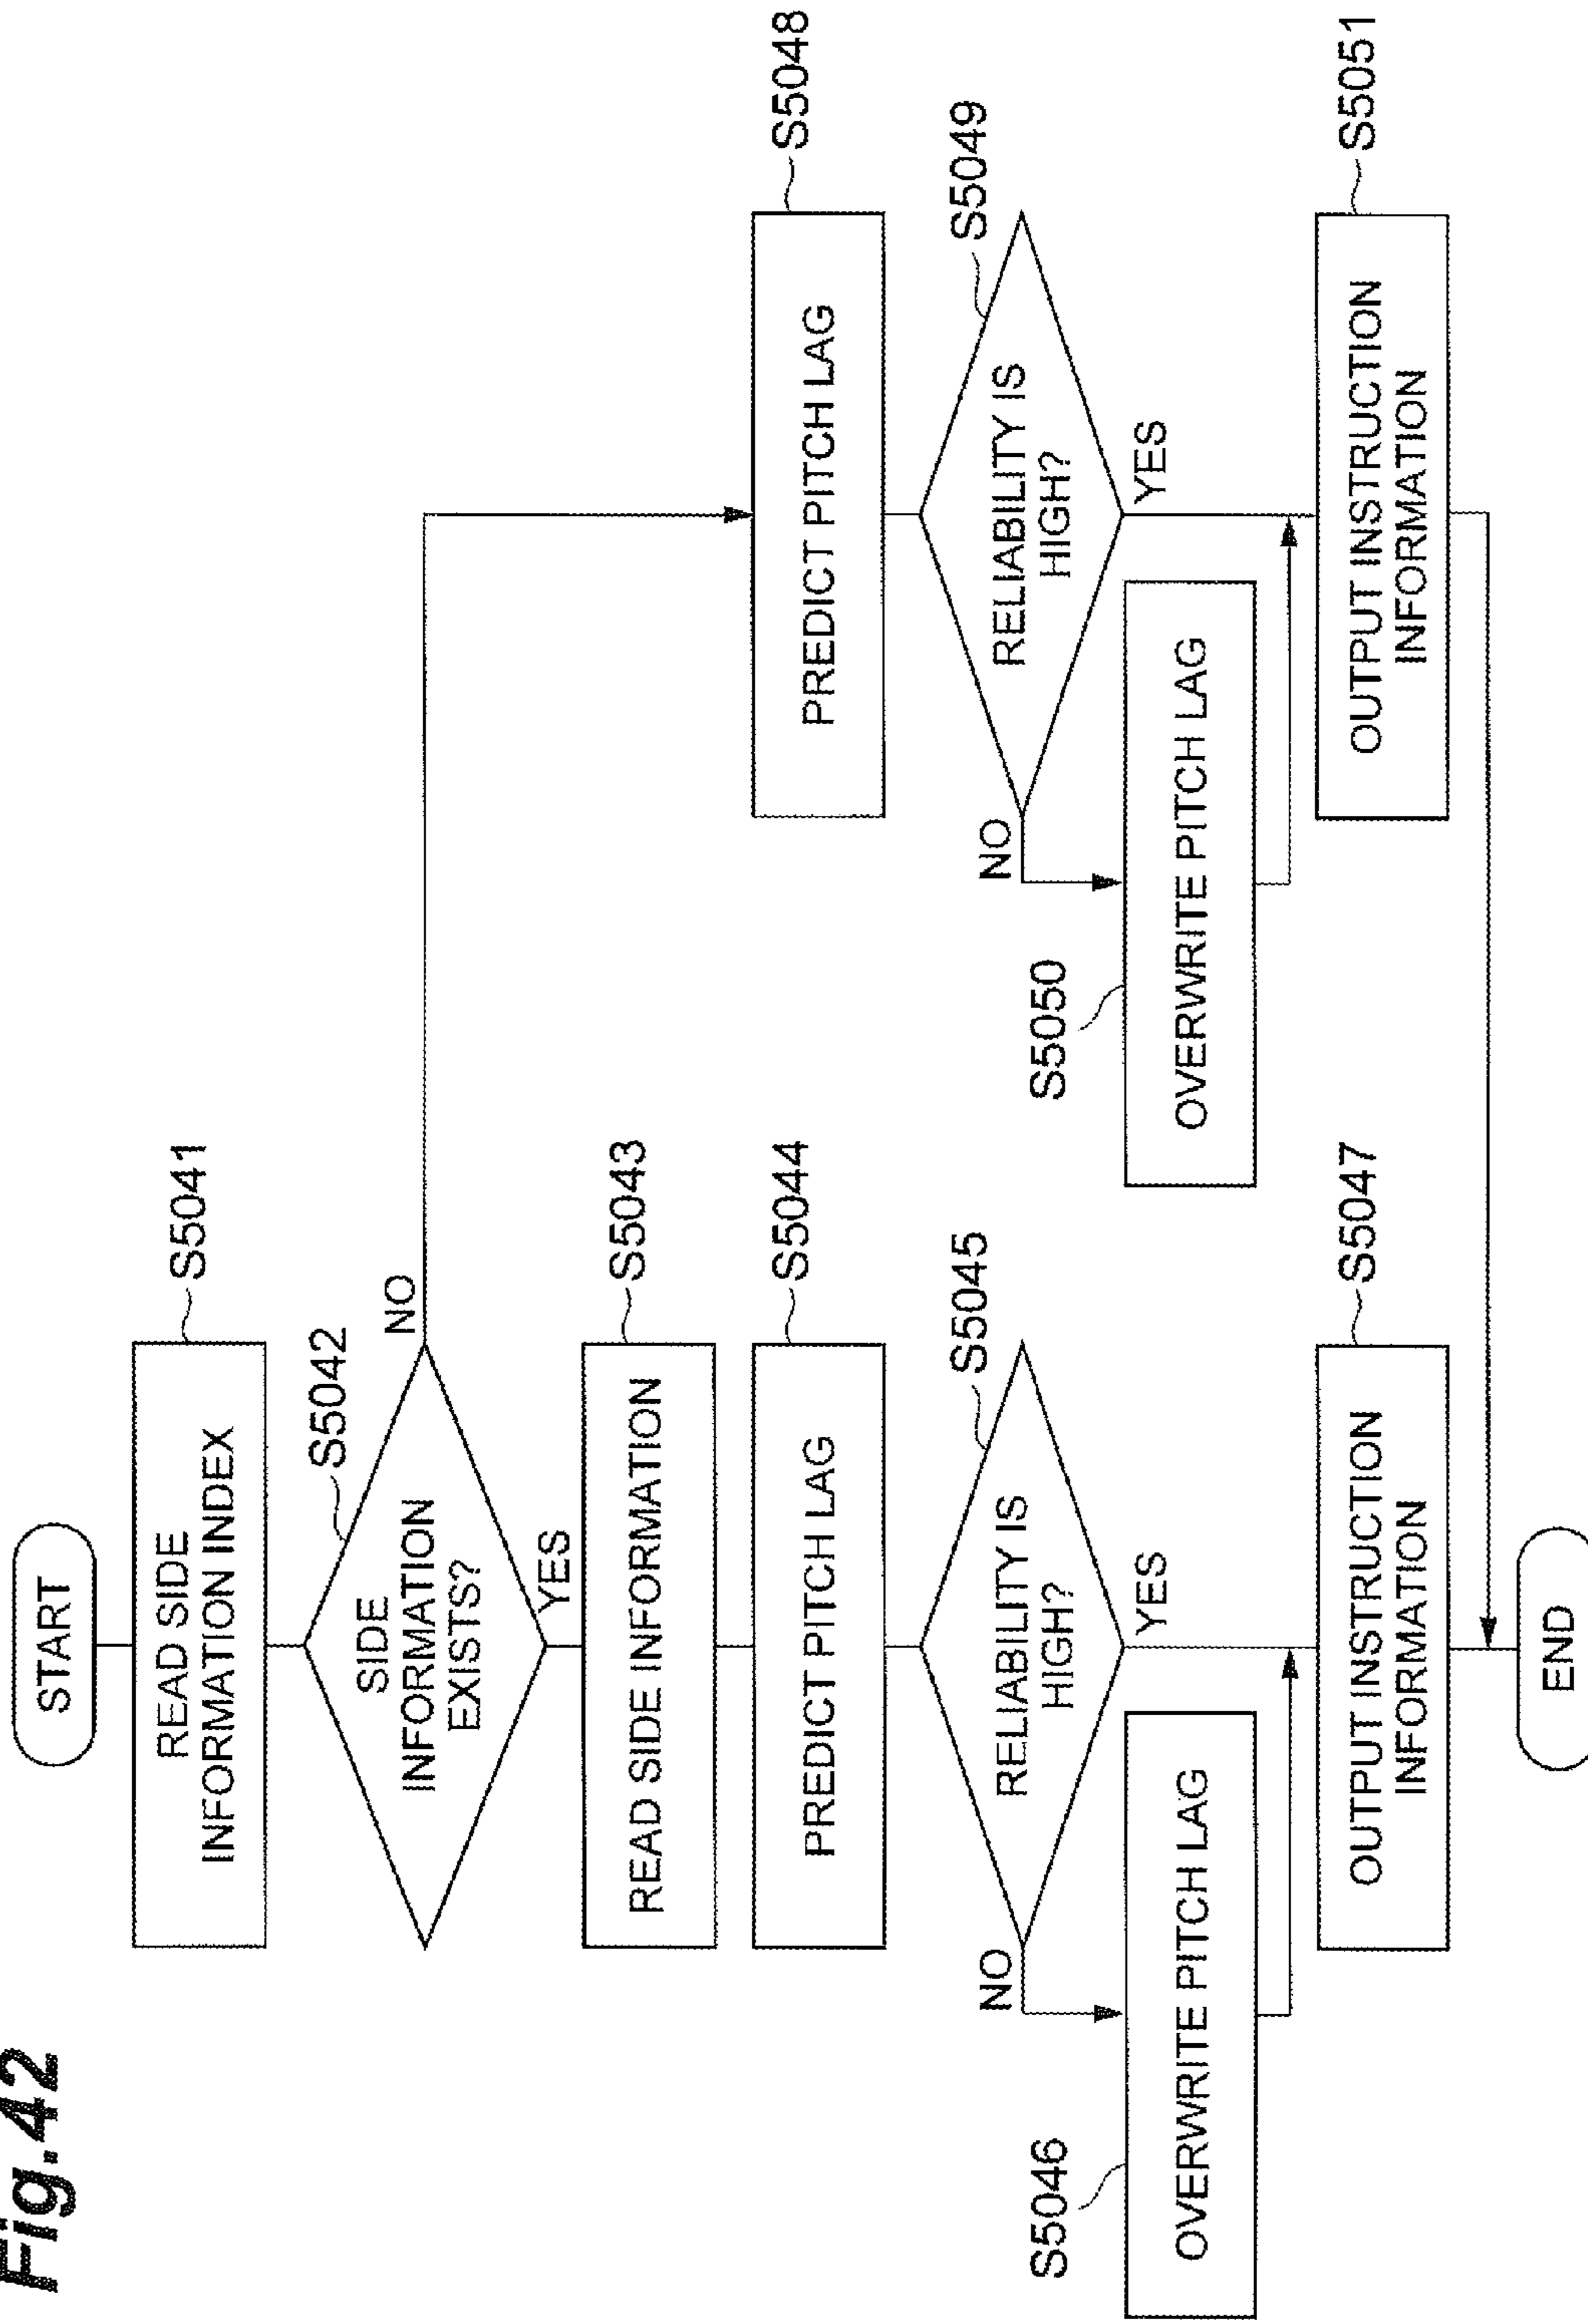 Fig.42
START
READ SIDE
INFORMATION INDEX
S5041
SIDE
INFORMATION
EXISTS?
S5042
NO
YES
READ SIDE INFORMATION
S5043
PREDICT PITCH LAG
S5044
RELIABILITY IS
HIGH?
S5045
NO
YES
S5046
OVERWRITE PITCH LAG
OUTPUT INSTRUCTION
INFORMATION
S5047
PREDICT PITCH LAG
S5048
RELIABILITY IS
HIGH?
S5049
NO
YES
S5050
OVERWRITE PITCH LAG
OUTPUT INSTRUCTION
INFORMATION
S5051
END